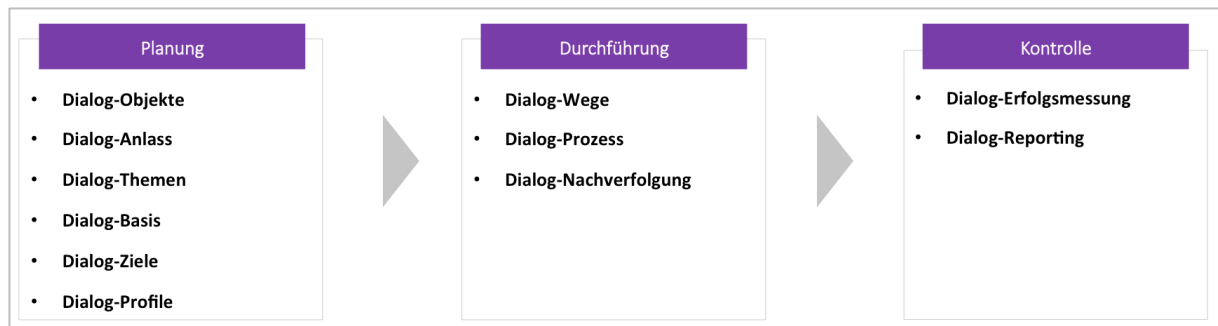 Planung
• Dialog-Objekte
• Dialog-Anlass
• Dialog-Themen
• Dialog-Basis
• Dialog-Ziele
• Dialog-Profile
Durchführung
• Dialog-Wege
• Dialog-Prozess
• Dialog-Nachverfolgung
Kontrolle
• Dialog-Erfolgsmessung
• Dialog-Reporting